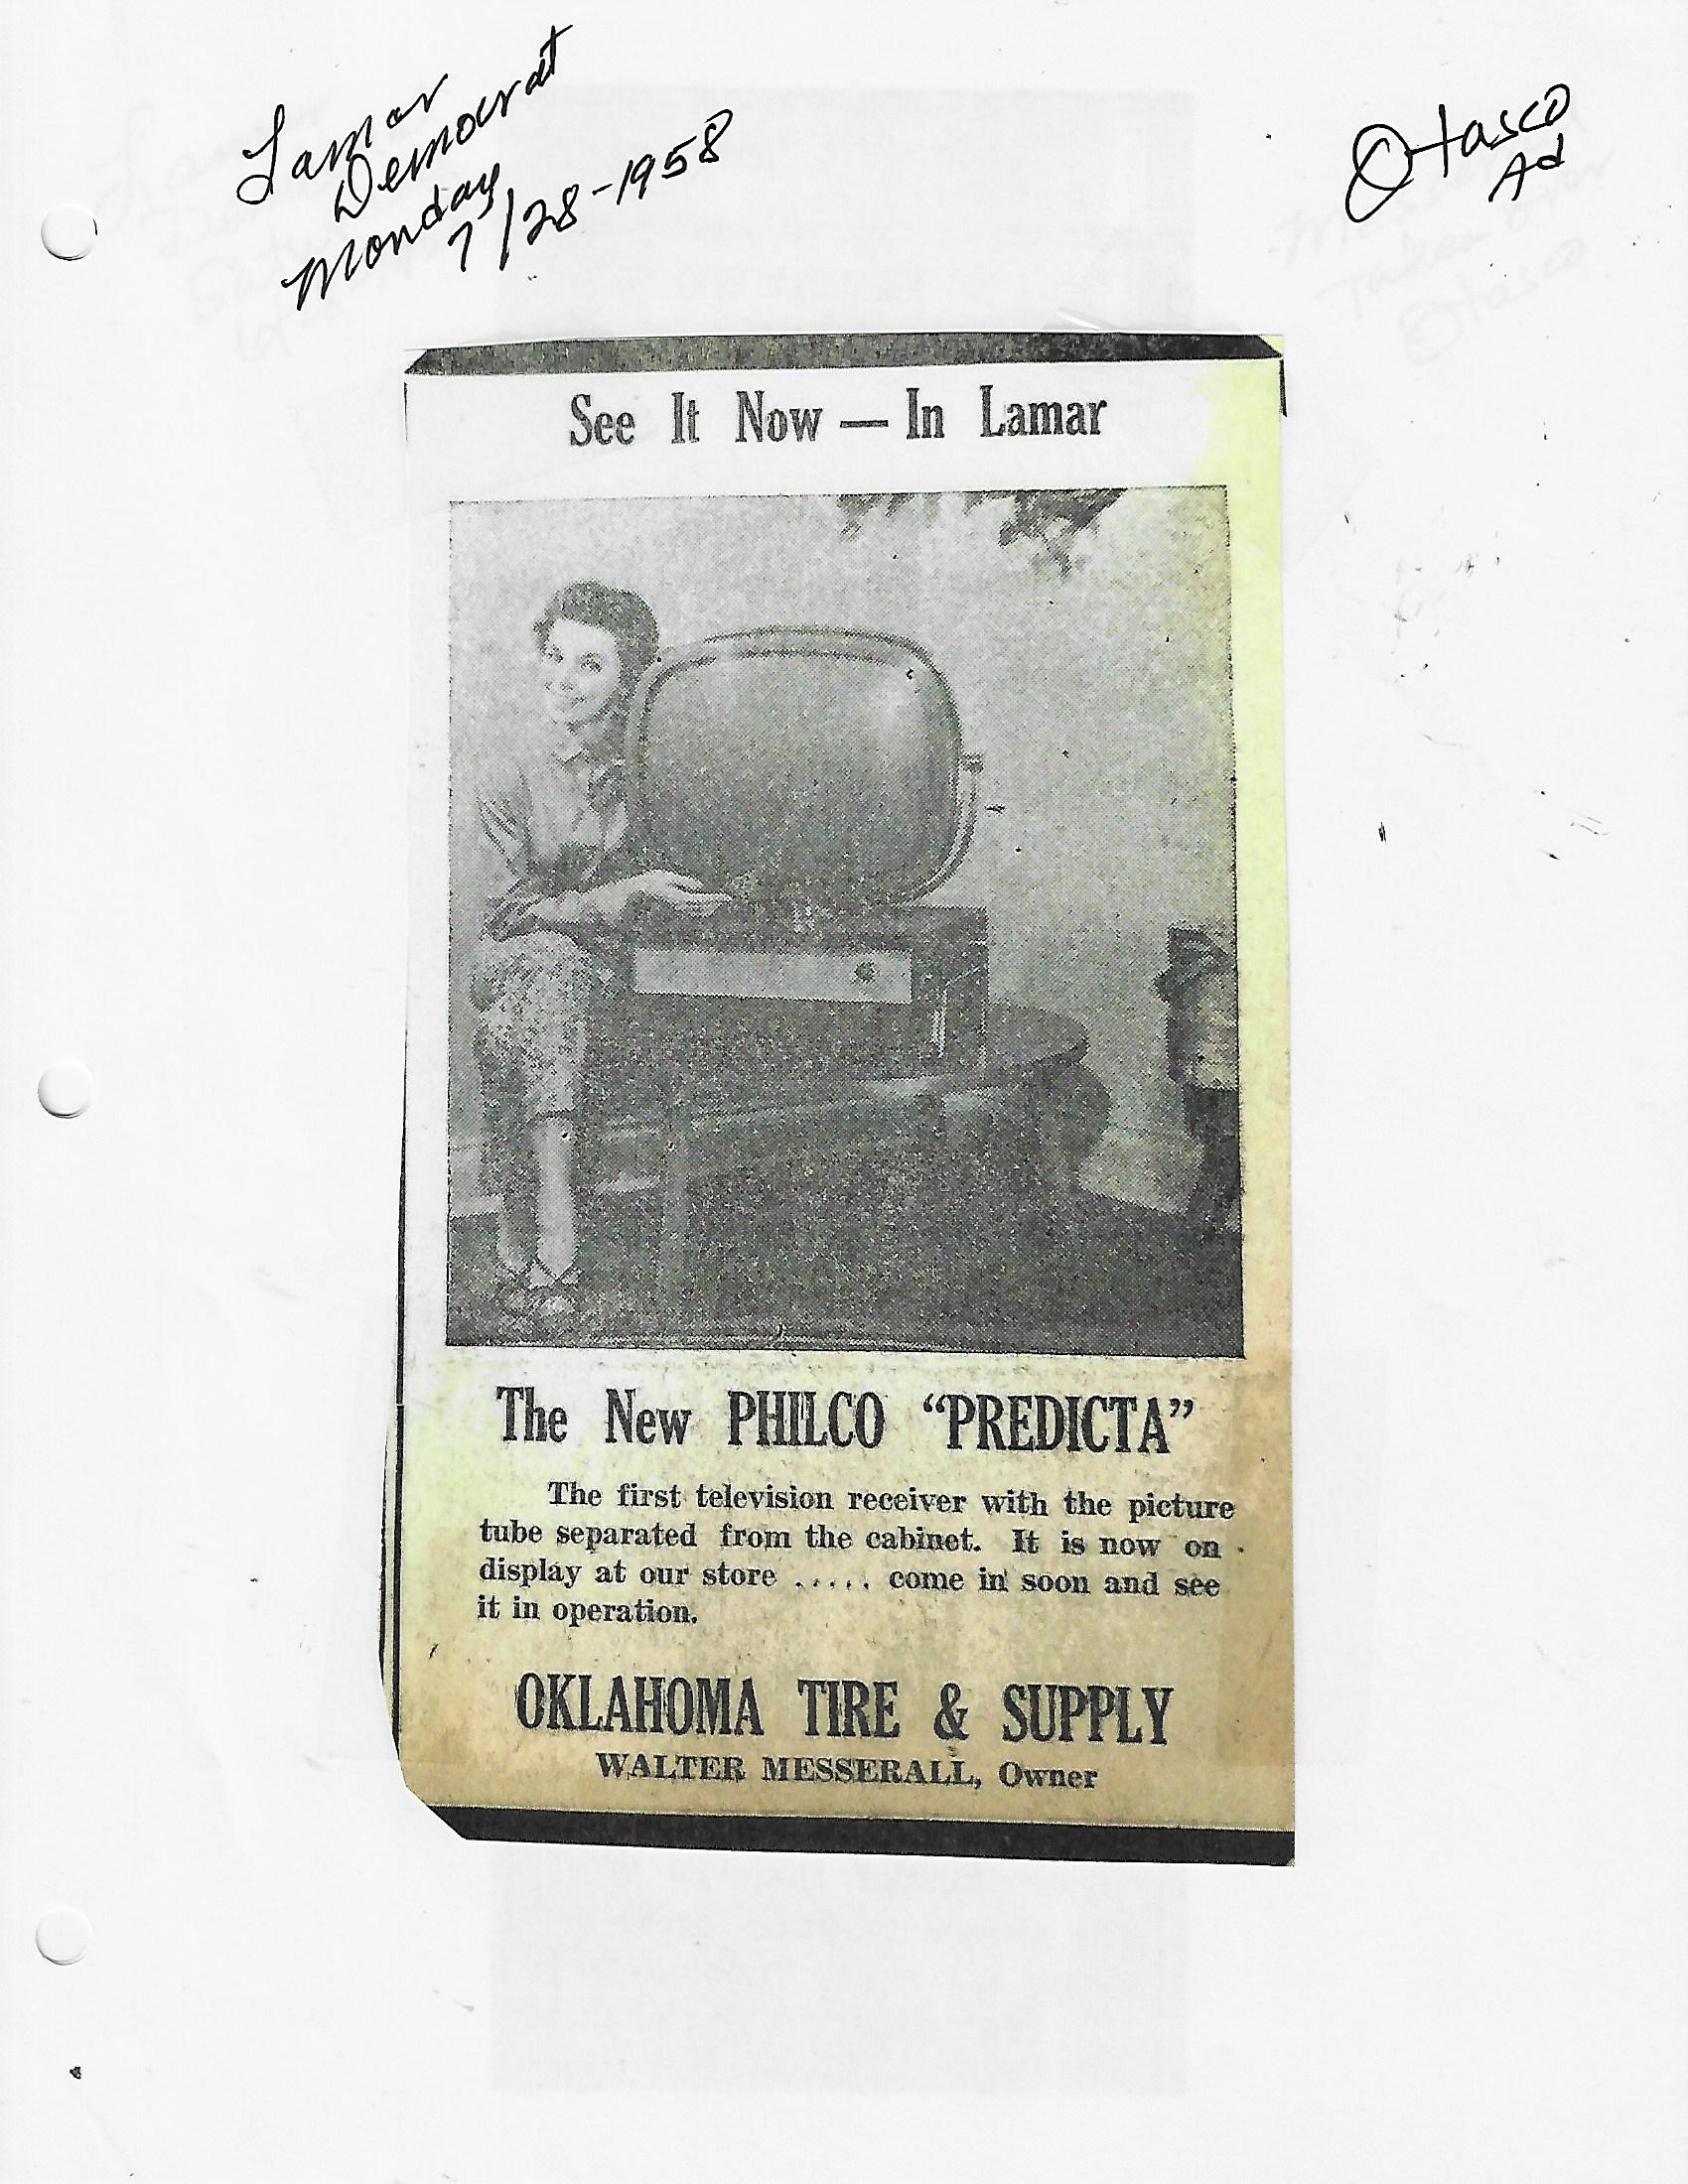 Lamar
Democrat
Monday
7/28-1958
Otasco
Ad
See It Now — In Lamar
The New PHILCO “PREDICTA”
The first television receiver with the picture
tube separated from the cabinet. It is now on
display at our store ..... come in soon and see
it in operation.
OKLAHOMA TIRE & SUPPLY
WALTER MESSERALL, Owner